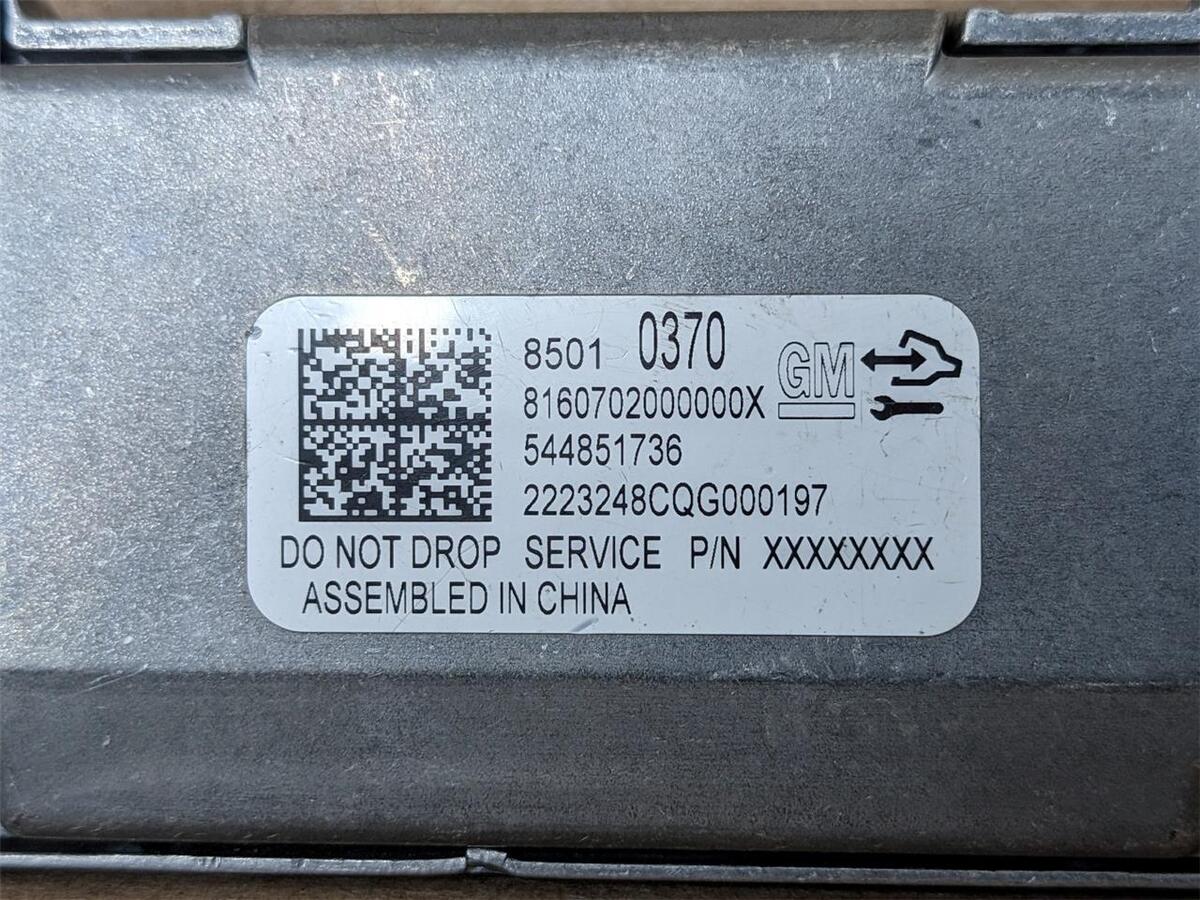 8501 0370
GM
8160702000000X
544851736
2223248CQG000197
DO NOT DROP SERVICE P/N XXXXXXXX
ASSEMBLED IN CHINA